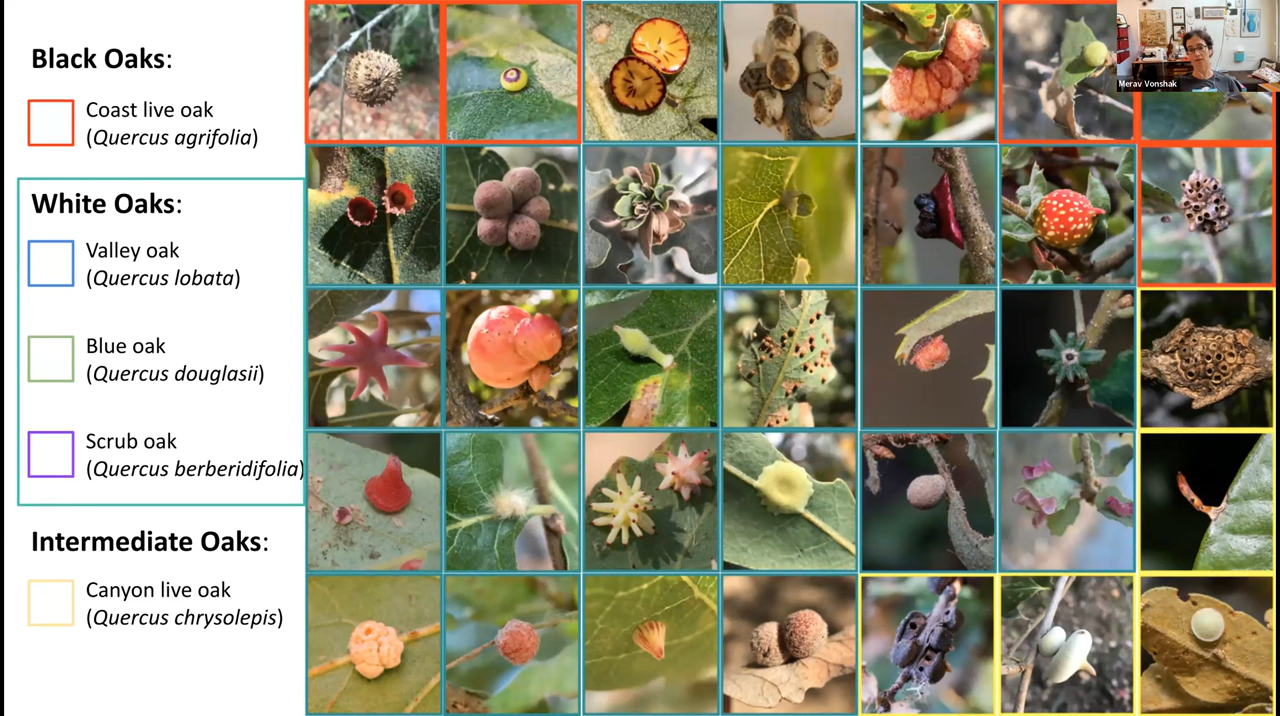 Black Oaks:
Coast live oak
(Quercus agrifolia)
White Oaks:
Valley oak
(Quercus lobata)
Blue oak
(Quercus douglasii)
Scrub oak
(Quercus berberidifolia)
Intermediate Oaks:
Canyon live oak
(Quercus chrysolepis)
Merav Vonshak